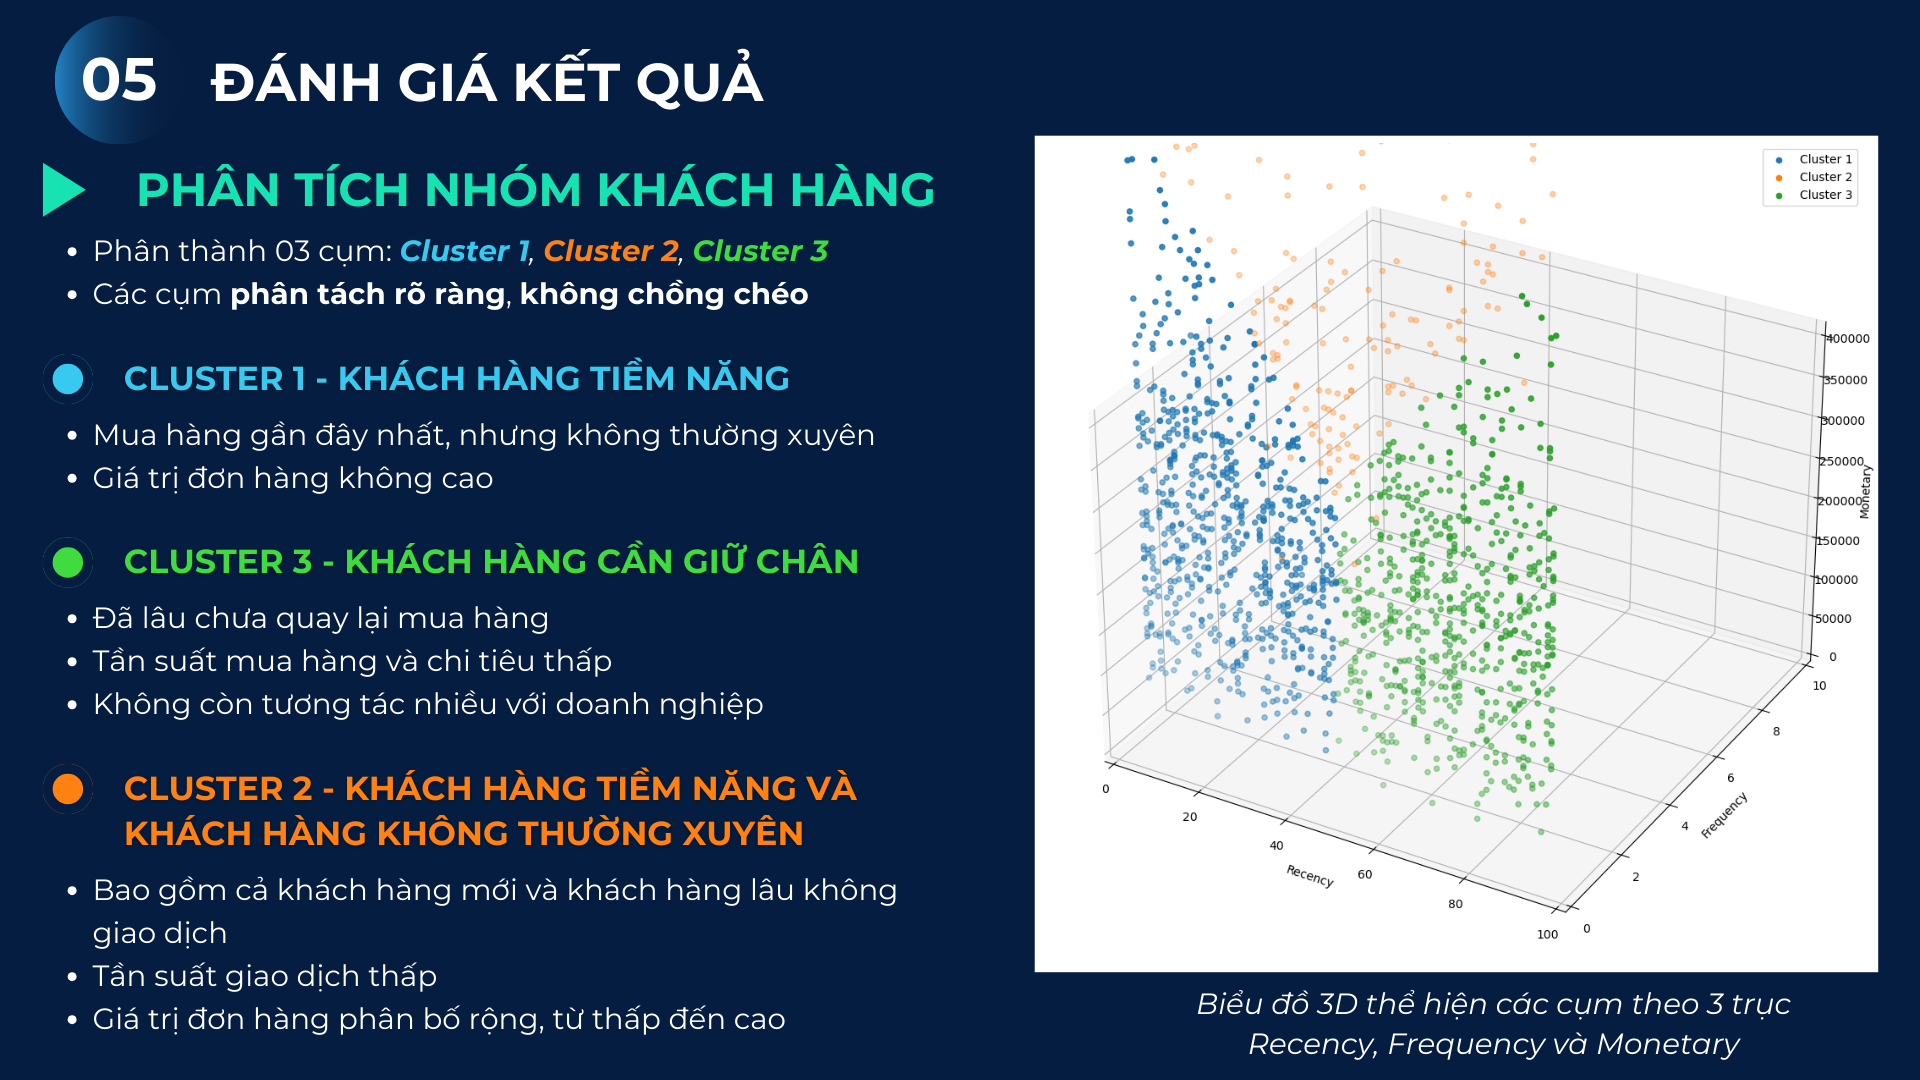 05 ĐÁNH GIÁ KẾT QUẢ
PHÂN TÍCH NHÓM KHÁCH HÀNG
• Phân thành 03 cụm: Cluster 1, Cluster 2, Cluster 3
• Các cụm phân tách rõ ràng, không chồng chéo
CLUSTER 1 - KHÁCH HÀNG TIỀM NĂNG
• Mua hàng gần đây nhất, nhưng không thường xuyên
• Giá trị đơn hàng không cao
CLUSTER 3 - KHÁCH HÀNG CẦN GIỮ CHÂN
• Đã lâu chưa quay lại mua hàng
• Tần suất mua hàng và chi tiêu thấp
• Không còn tương tác nhiều với doanh nghiệp
CLUSTER 2 - KHÁCH HÀNG TIỀM NĂNG VÀ
KHÁCH HÀNG KHÔNG THƯỜNG XUYÊN
• Bao gồm cả khách hàng mới và khách hàng lâu không
giao dịch
• Tần suất giao dịch thấp
• Giá trị đơn hàng phân bố rộng, từ thấp đến cao
Cluster 1
Cluster 2
Cluster 3
400000
350000
300000
250000
200000
150000
100000
50000
0
Monetary
10
8
6
4
2
0
Frequency
0
20
40
60
80
100
Recency
Biểu đồ 3D thể hiện các cụm theo 3 trục
Recency, Frequency và Monetary